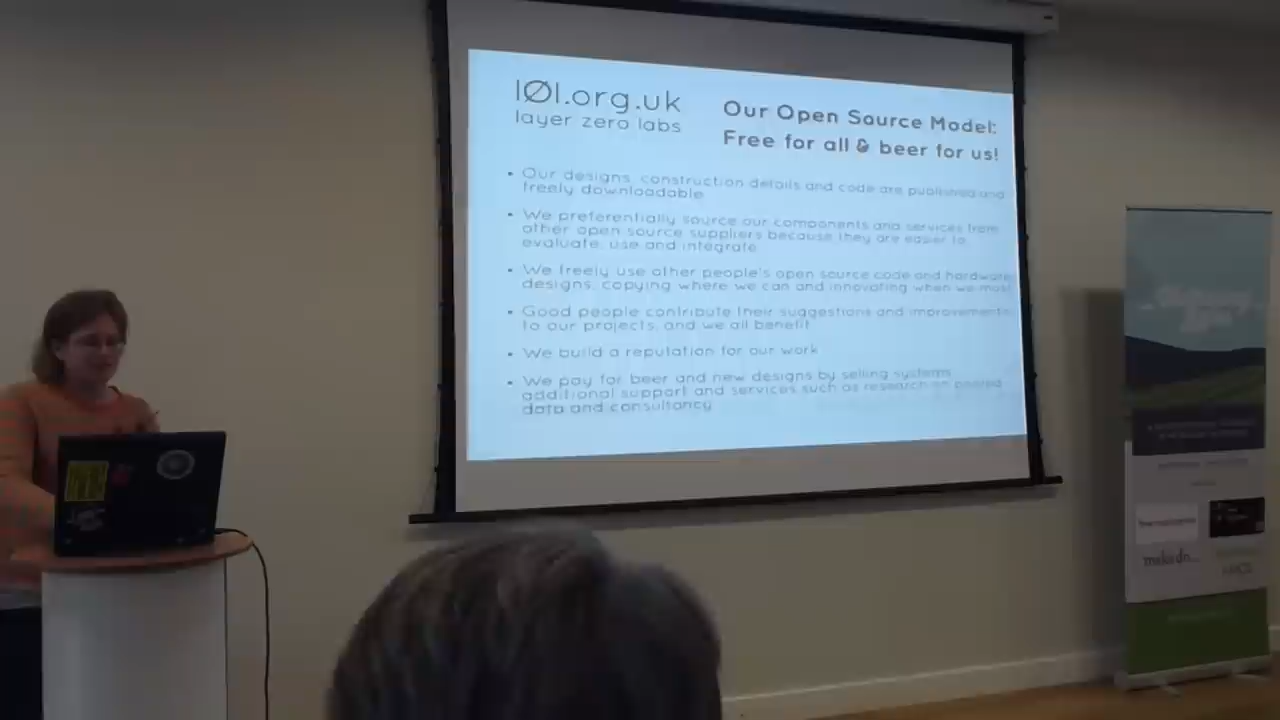 l0l.org.uk
layer zero labs
Our Open Source Model:
Free for all & beer for us!
• Our designs, construction details and code are published and
freely downloadable
• We preferentially source our components and services from
other open source suppliers because they are easier to
evaluate, use and integrate
• We freely use other people's open source code and hardware
designs, copying where we can and innovating when we must
• Good people contribute their suggestions and improvements
to our projects, and we all benefit
• We build a reputation for our work
• We pay for beer and new designs by selling systems,
additional support and services such as research on pooled
data and consultancy
make do...